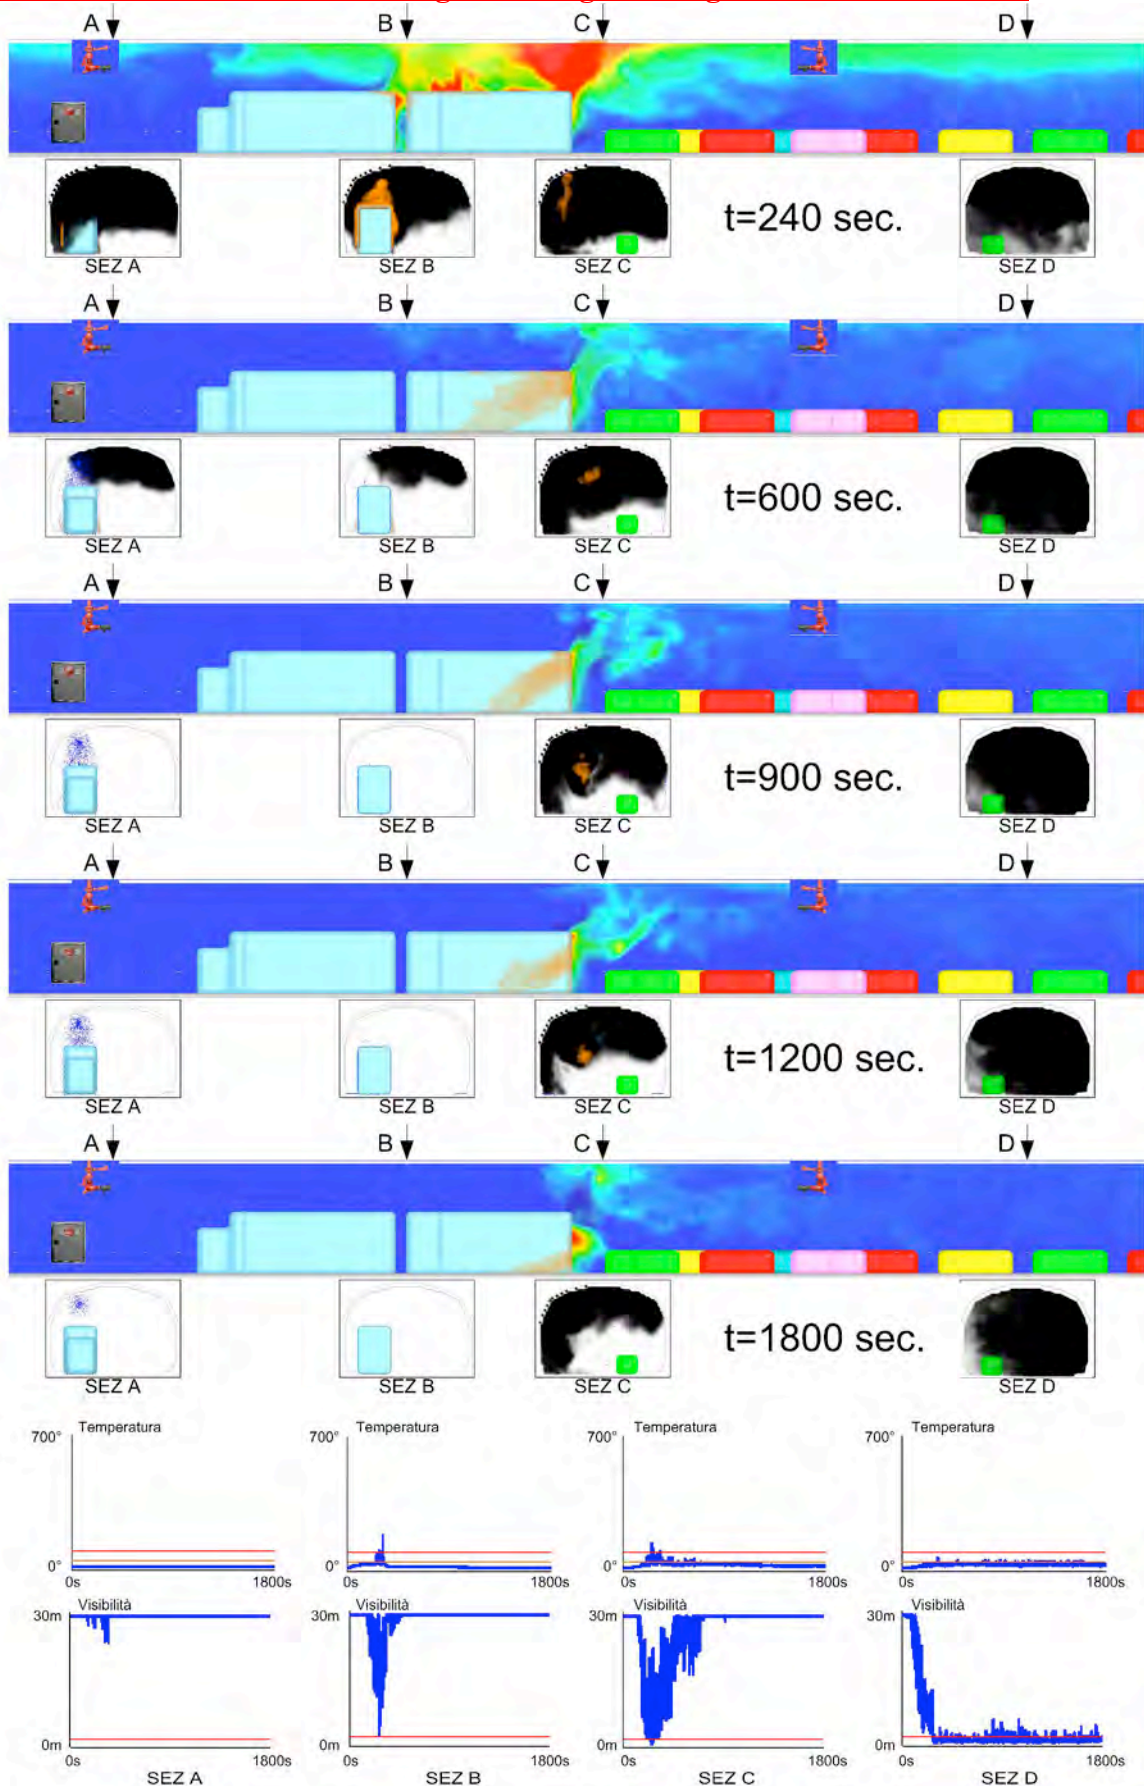 A B C D
SEZ A SEZ B SEZ C t=240 sec. SEZ D
A B C D
SEZ A SEZ B SEZ C t=600 sec. SEZ D
A B C D
SEZ A SEZ B SEZ C t=900 sec. SEZ D
A B C D
SEZ A SEZ B SEZ C t=1200 sec. SEZ D
A B C D
SEZ A SEZ B SEZ C t=1800 sec. SEZ D
Temperatura Temperatura Temperatura Temperatura
700° 700° 700° 700°
0° 0° 0° 0°
0s 1800s 0s 1800s 0s 1800s 0s 1800s
Visibilità Visibilità Visibilità Visibilità
30m 30m 30m 30m
0m 0m 0m 0m
0s 1800s 0s 1800s 0s 1800s 0s 1800s
SEZ A SEZ B SEZ C SEZ D